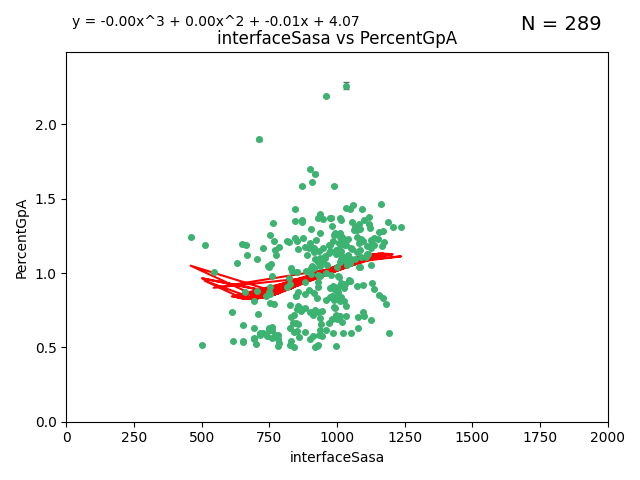 y = -0.00x^3 + 0.00x^2 + -0.01x + 4.07
N = 289
interfaceSasa vs PercentGpA
PercentGpA
2.0
1.5
1.0
0.5
0.0
0 250 500 750 1000 1250 1500 1750 2000
interfaceSasa